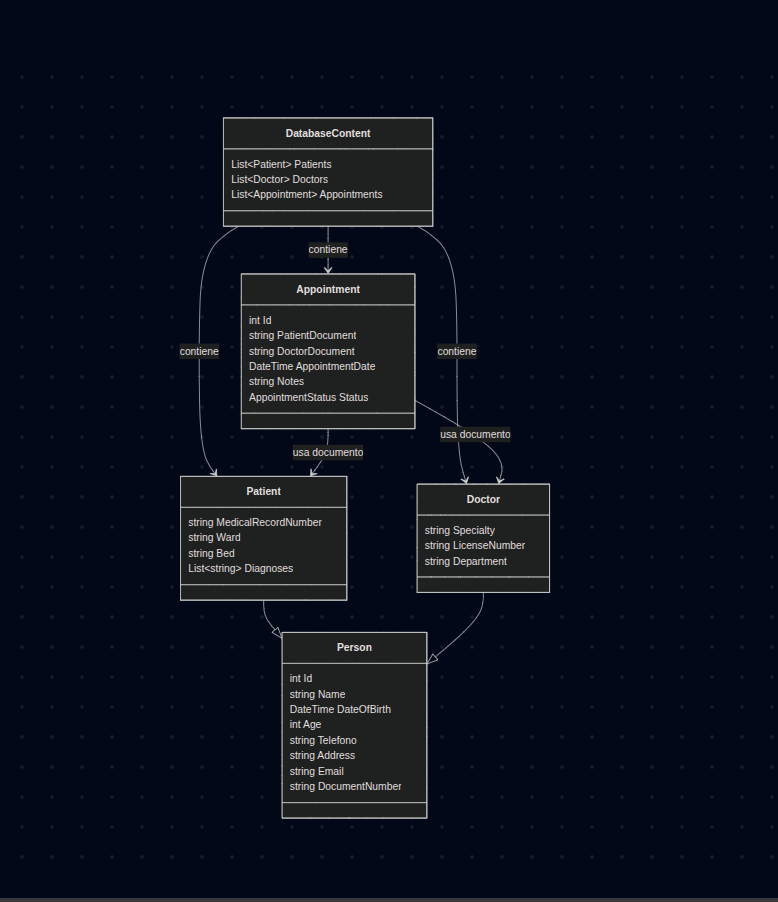 DatabaseContent
List<Patient> Patients
List<Doctor> Doctors
List<Appointment> Appointments
contiene
Appointment
int Id
string PatientDocument
string DoctorDocument
DateTime AppointmentDate
string Notes
AppointmentStatus Status
contiene
contiene
usa documento
usa documento
Patient
string MedicalRecordNumber
string Ward
string Bed
List<string> Diagnoses
Doctor
string Specialty
string LicenseNumber
string Department
Person
int Id
string Name
DateTime DateOfBirth
int Age
string Telefono
string Address
string Email
string DocumentNumber